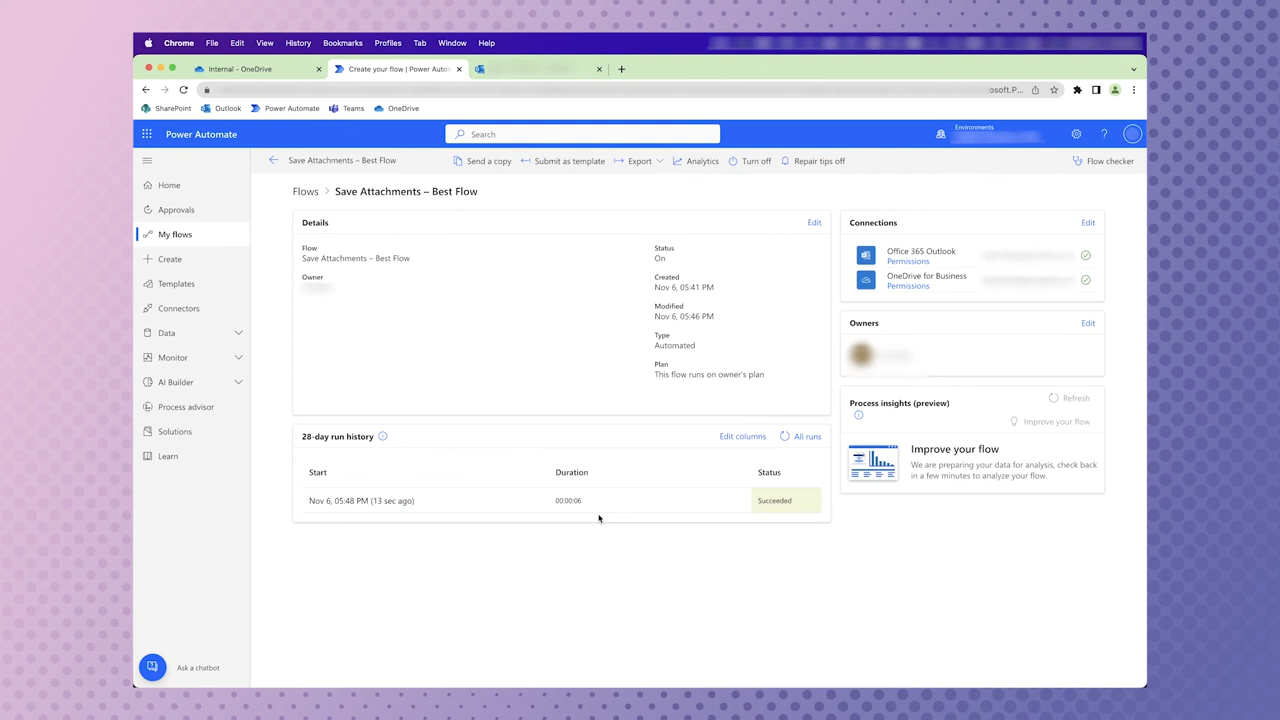 Chrome File Edit View History Bookmarks Profiles Tab Window Help
Internal - OneDrive
Create your flow | Power Autom
osoft.P...
SharePoint Outlook Power Automate Teams OneDrive
Power Automate
Search
Environments
Save Attachments – Best Flow
Send a copy
Submit as template
Export
Analytics
Turn off
Repair tips off
Flow checker
Home
Approvals
My flows
Create
Templates
Connectors
Data
Monitor
AI Builder
Process advisor
Solutions
Learn
Ask a chatbot
Flows > Save Attachments – Best Flow
Details
Edit
Flow
Save Attachments – Best Flow
Owner
Status
On
Created
Nov 6, 05:41 PM
Modified
Nov 6, 05:46 PM
Type
Automated
Plan
This flow runs on owner's plan
28-day run history
Edit columns
All runs
Start Duration Status
Nov 6, 05:48 PM (13 sec ago) 00:00:06 Succeeded
Connections
Edit
Office 365 Outlook
Permissions
OneDrive for Business
Permissions
Owners
Edit
Process insights (preview)
Refresh
Improve your flow
Improve your flow
We are preparing your data for analysis, check back
in a few minutes to analyze your flow.